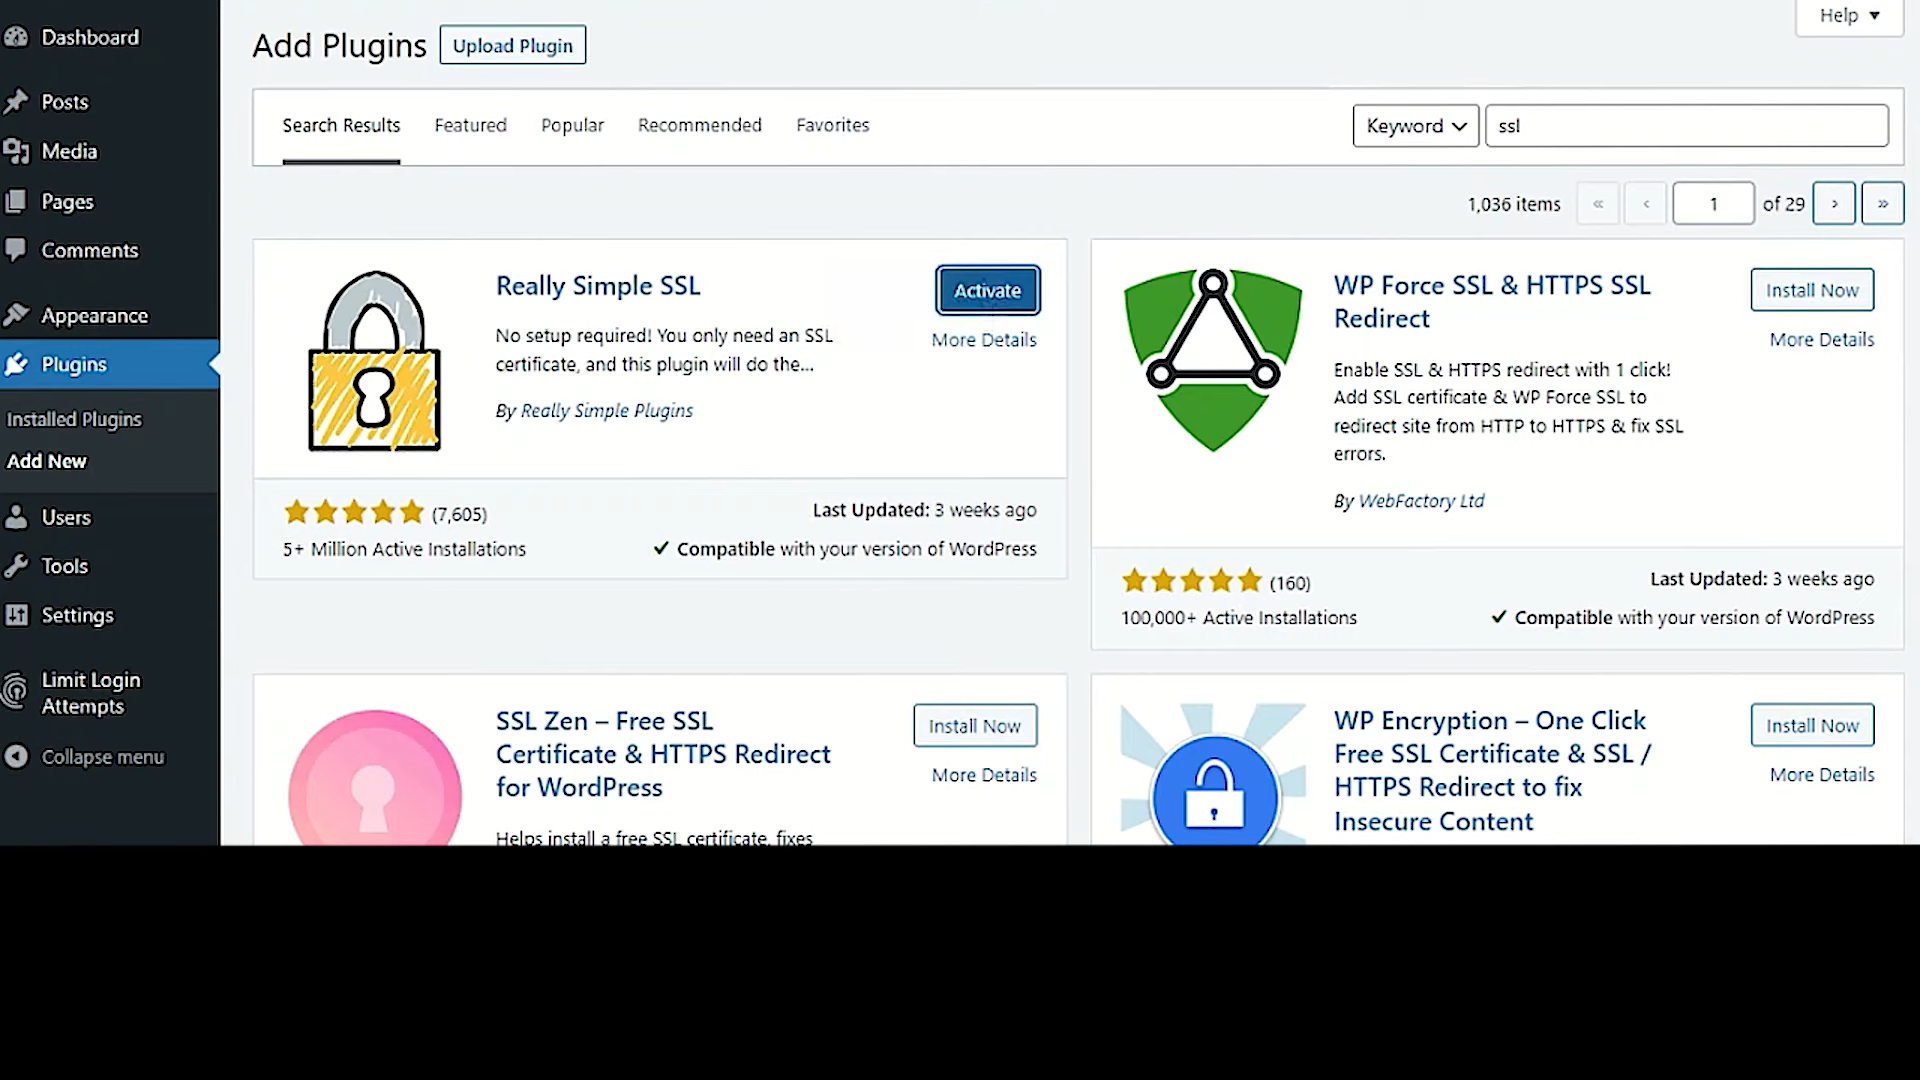 Dashboard
Posts
Media
Pages
Comments
Appearance
Plugins
Installed Plugins
Add New
Users
Tools
Settings
Limit Login
Attempts
Collapse menu
Help ▼
Add Plugins
Upload Plugin
Search Results
Featured
Popular
Recommended
Favorites
Keyword
ssl
1,036 items
«
‹
1
of 29
›
»
Really Simple SSL
Activate
More Details
No setup required! You only need an SSL
certificate, and this plugin will do the...
By Really Simple Plugins
(7,605)
Last Updated: 3 weeks ago
5+ Million Active Installations
✓ Compatible with your version of WordPress
WP Force SSL & HTTPS SSL
Redirect
Install Now
More Details
Enable SSL & HTTPS redirect with 1 click!
Add SSL certificate & WP Force SSL to
redirect site from HTTP to HTTPS & fix SSL
errors.
By WebFactory Ltd
(160)
Last Updated: 3 weeks ago
100,000+ Active Installations
✓ Compatible with your version of WordPress
SSL Zen – Free SSL
Certificate & HTTPS Redirect
for WordPress
Install Now
More Details
Helps install a free SSL certificate, fixes
WP Encryption – One Click
Free SSL Certificate & SSL /
HTTPS Redirect to fix
Insecure Content
Install Now
More Details